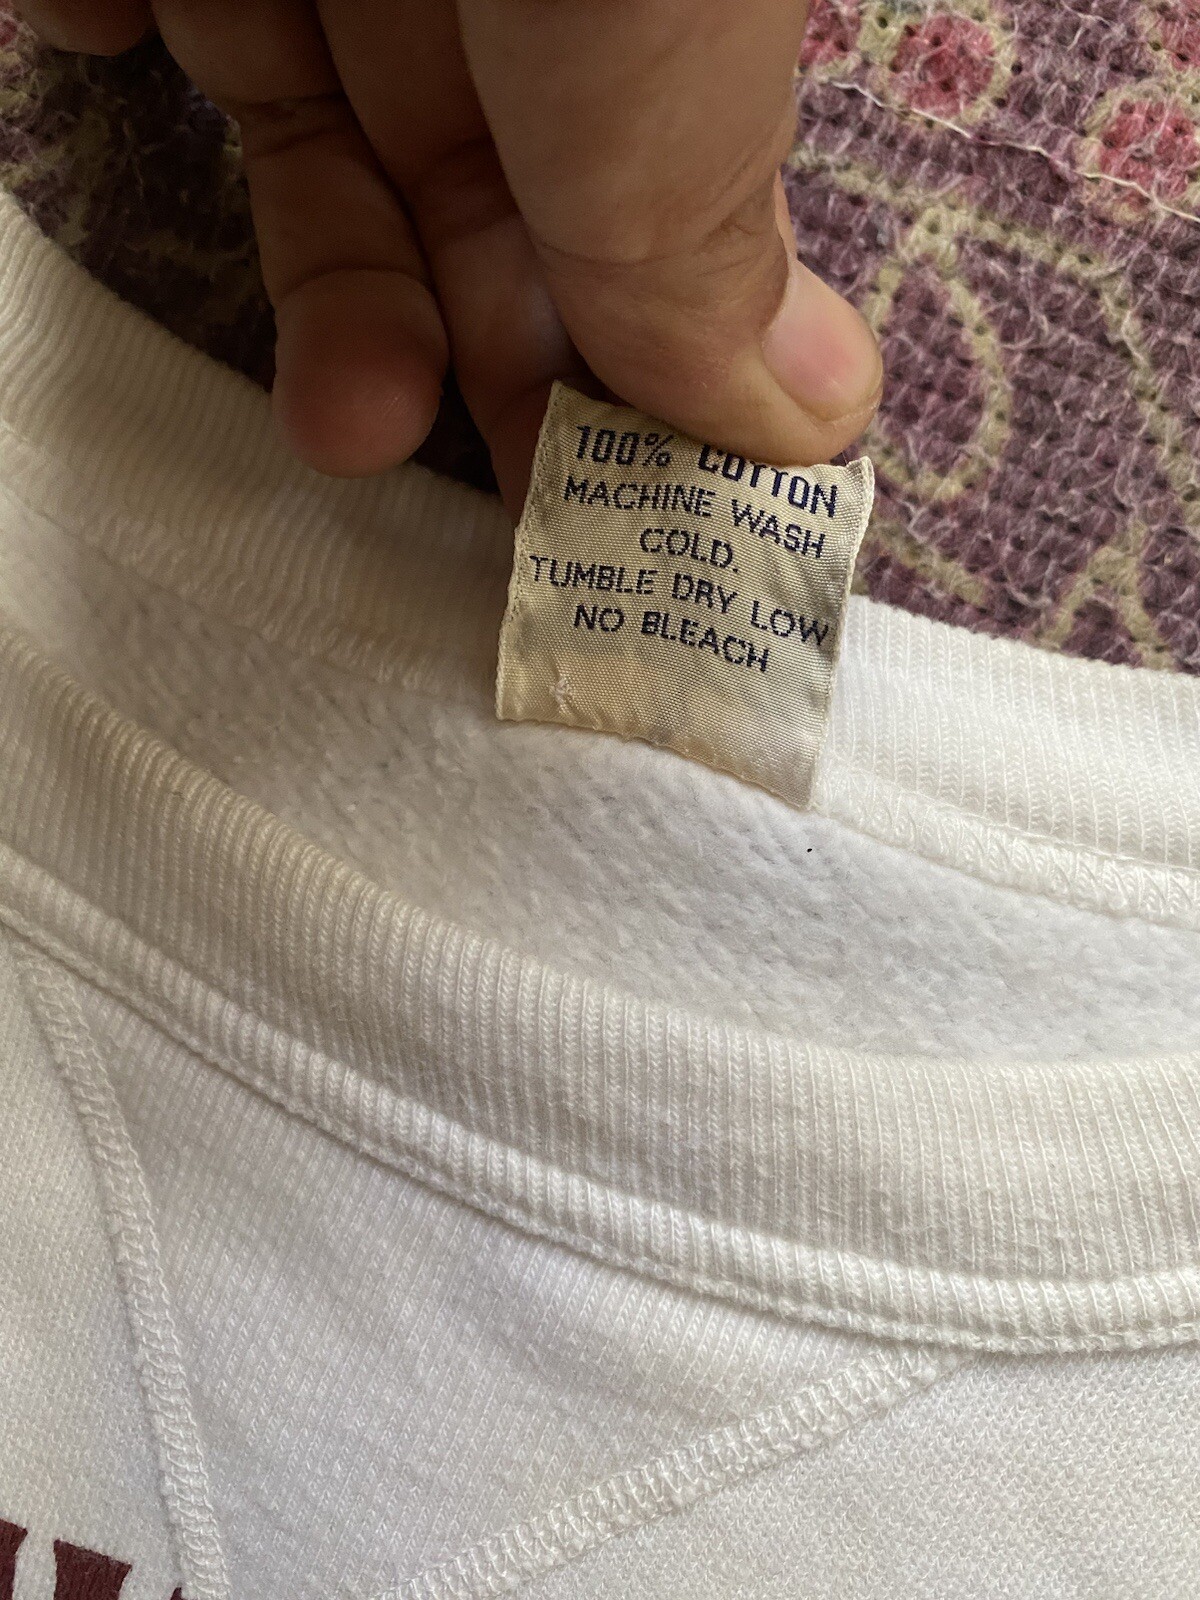 100% COTTON
MACHINE WASH
COLD.
TUMBLE DRY LOW
NO BLEACH